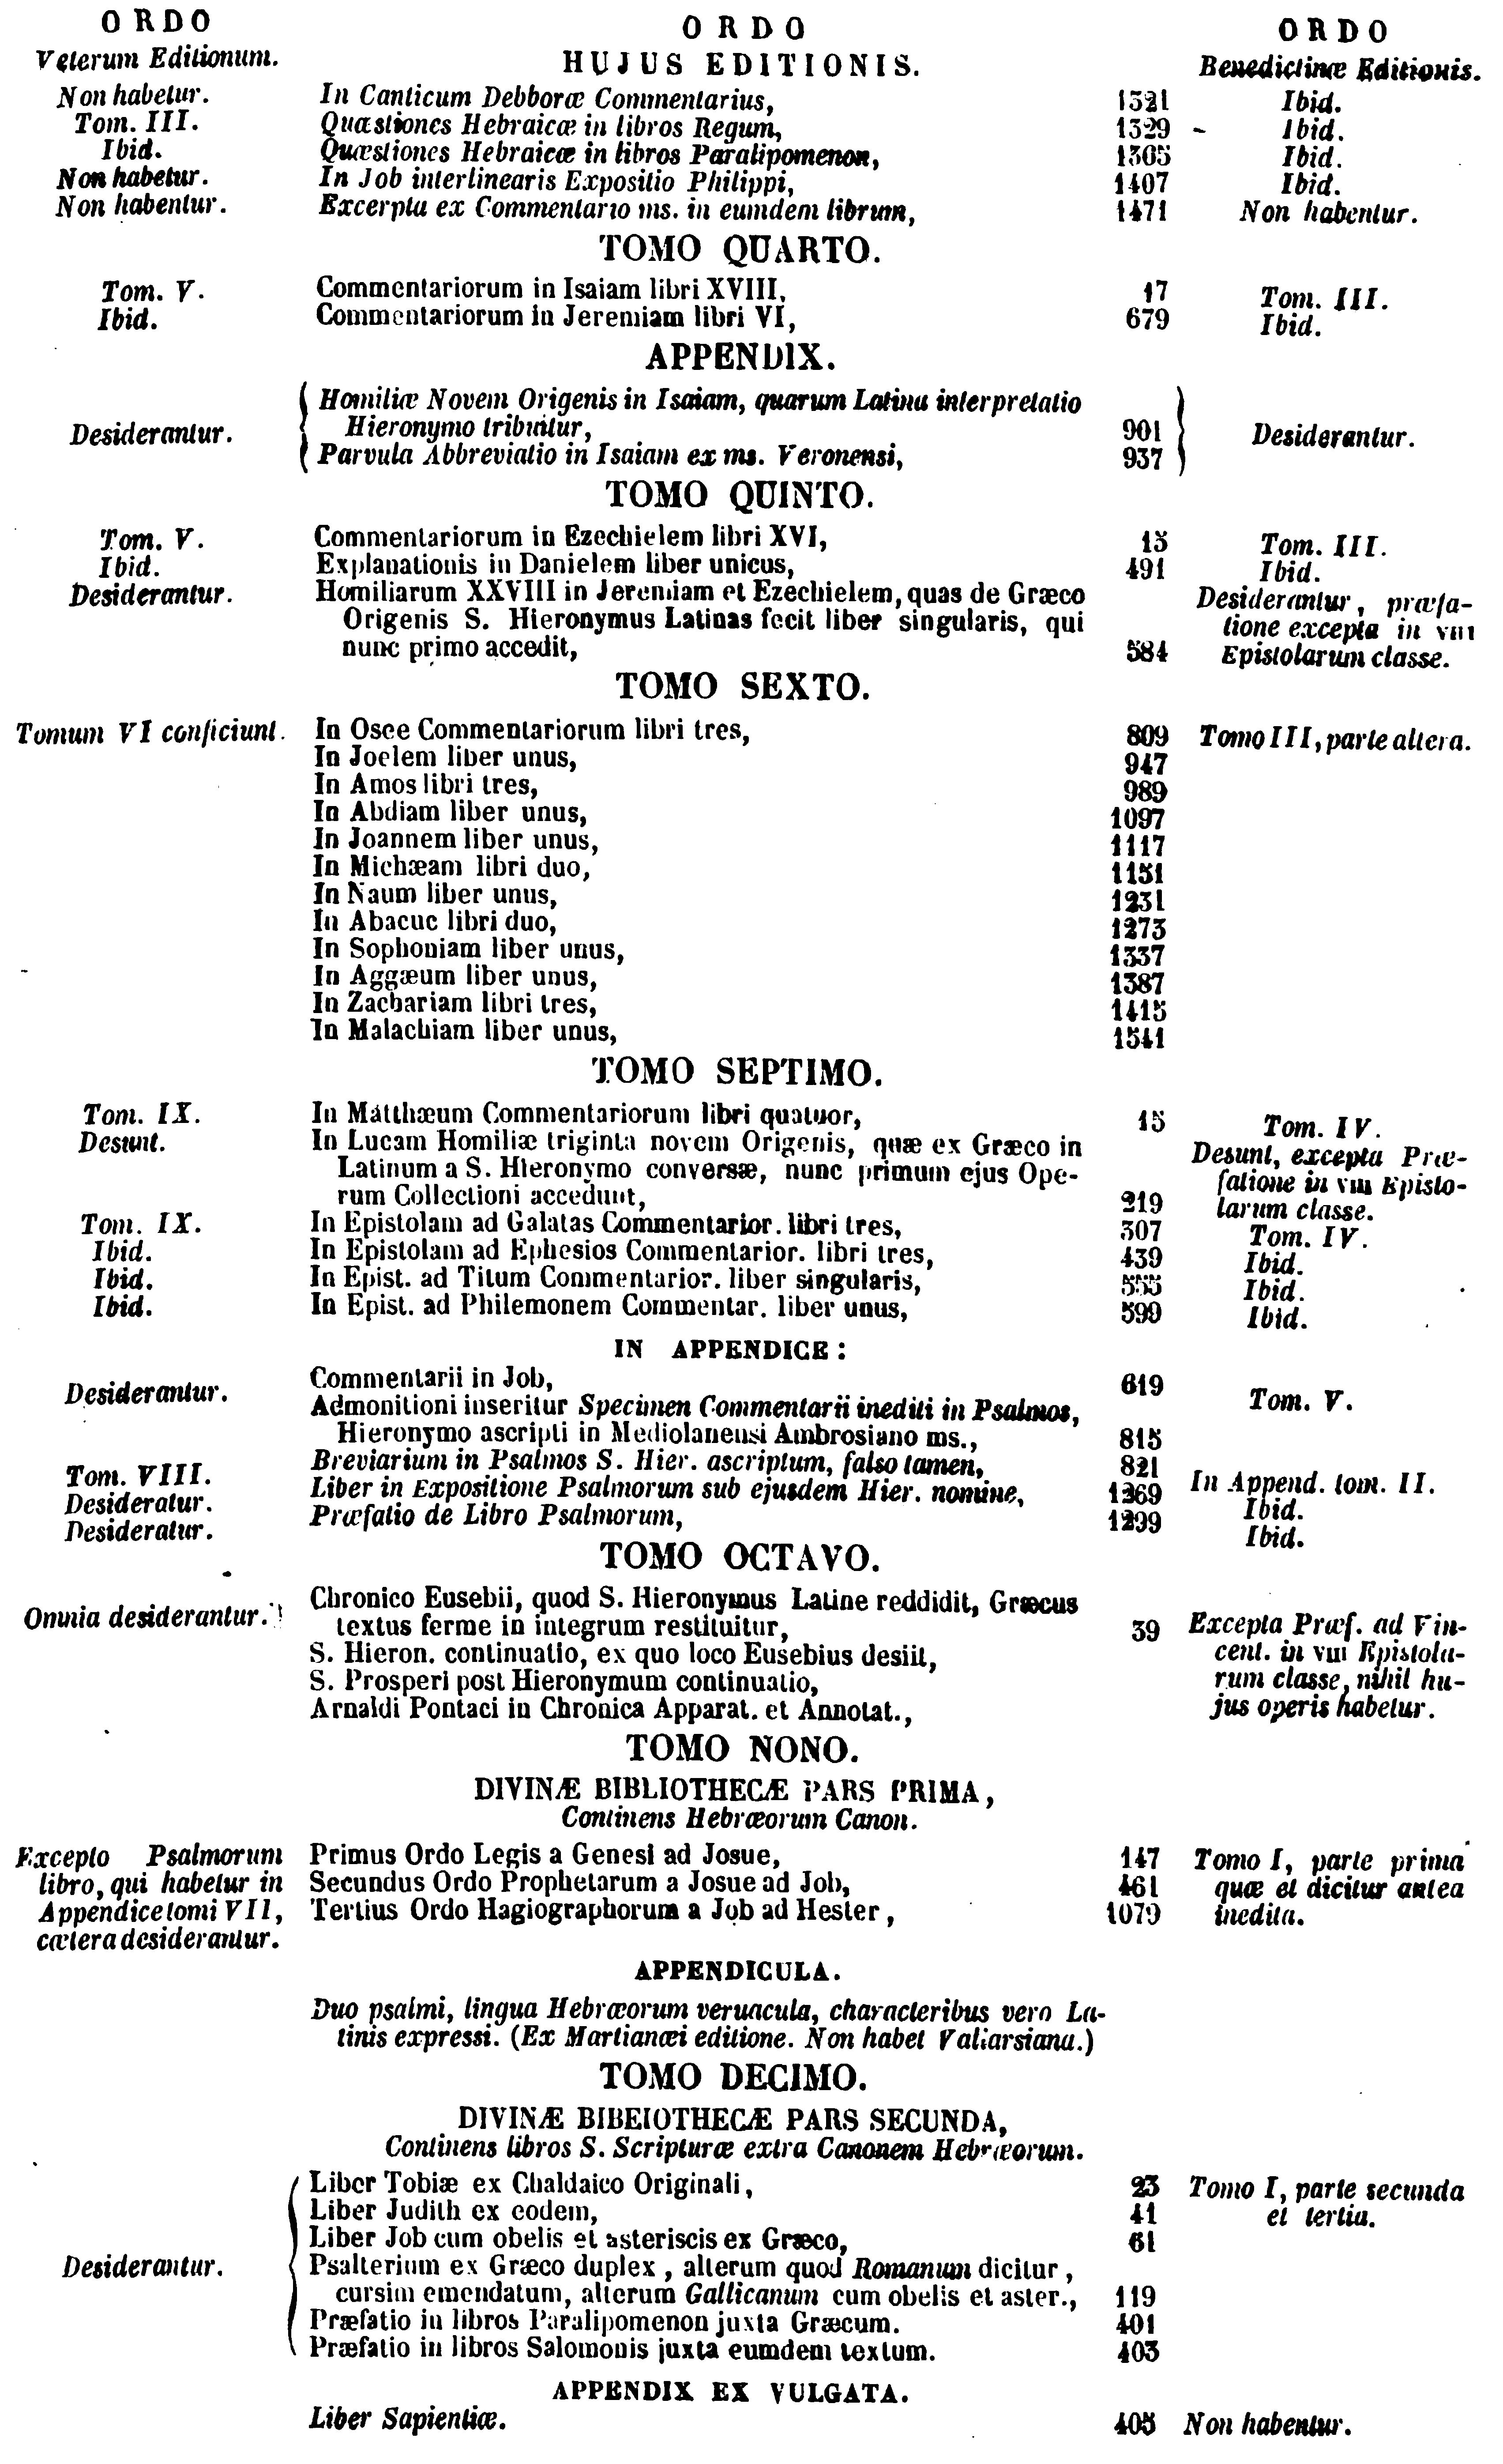 ORDO ORDO ORDO
Veterum Editionum. HUJUS EDITIONIS. Benedictinæ Editionis.
Non habetur. In Canticum Debboræ Commentarius, 1321 Ibid.
Tom. III. Quæstiones Hebraicæ in libros Regum, 1329 Ibid.
Ibid. Quæstiones Hebraicæ in libros Paralipomenon, 1365 Ibid.
Non habetur. In Job interlinearis Expositio Philippi, 1407 Ibid.
Non habentur. Excerpta ex Commentario ms. in eumdem librum, 1471 Non habentur.
TOMO QUARTO.
Tom. V. Commentariorum in Isaiam libri XVIII, 17 Tom. III.
Ibid. Commentariorum in Jeremiam libri VI, 679 Ibid.
APPENDIX.
Homiliæ Novem Origenis in Isaiam, quarum Latina interpretatio
Hieronymo tribuitur, 901
Desiderantur. Desiderantur.
Parvula Abbreviatio in Isaiam ex ms. Veronensi, 937
TOMO QUINTO.
Tom. V. Commentariorum in Ezechielem libri XVI, 15 Tom. III.
Ibid. Explanationis in Danielem liber unicus, 491 Ibid.
Desiderantur. Homiliarum XXVIII in Jeremiam et Ezechielem, quas de Græco Desiderantur, præfa-
Origenis S. Hieronymus Latinas fecit liber singularis, qui tione excepta in VIII
nunc primo accedit, 584 Epistolarum classe.
TOMO SEXTO.
Tomum VI conficiunt. In Osee Commentariorum libri tres, 809 Tomo III, parte altera.
In Joelem liber unus, 947
In Amos libri tres, 989
In Abdiam liber unus, 1097
In Joannem liber unus, 1117
In Michæam libri duo, 1151
In Naum liber unus, 1231
In Abacuc libri duo, 1273
In Sophoniam liber unus, 1337
In Aggæum liber unus, 1387
In Zachariam libri tres, 1415
In Malachiam liber unus, 1541
TOMO SEPTIMO.
Tom. IX. In Matthæum Commentariorum libri quatuor, 15 Tom. IV.
Desunt. In Lucam Homiliæ triginta novem Origenis, quæ ex Græco in Desunt, excepta Præ-
Latinum a S. Hieronymo conversæ, nunc primum ejus Ope- fatione in VIII Episto-
rum Collectioni accedunt, 219 larum classe.
Tom. IX. In Epistolam ad Galatas Commentarior. libri tres, 307 Tom. IV.
Ibid. In Epistolam ad Ephesios Commentarior. libri tres, 439 Ibid.
Ibid. In Epist. ad Titum Commentarior. liber singularis, 555 Ibid.
Ibid. In Epist. ad Philemonem Commentar. liber unus, 599 Ibid.
IN APPENDICE:
Desiderantur. Commentarii in Job, 619 Tom. V.
Admonitioni inseritur Specimen Commentarii inediti in Psalmos,
Hieronymo ascripti in Mediolanensi Ambrosiano ms., 815
Tom. VIII. Breviarium in Psalmos S. Hier. ascriptum, falso tamen, 821 In Append. tom. II.
Desideratur. Liber in Expositione Psalmorum sub ejusdem Hier. nomine, 1269 Ibid.
Desideratur. Præfatio de Libro Psalmorum, 1299 Ibid.
TOMO OCTAVO.
Omnia desiderantur. Chronico Eusebii, quod S. Hieronymus Latine reddidit, Græcus
textus ferme in integrum restituitur, 39 Excepta Præf. ad Vin-
S. Hieron. continuatio, ex quo loco Eusebius desiit, cent. in VIII Epistola-
S. Prosperi post Hieronymum continuatio, rum classe, nihil hu-
Arnaldi Pontaci in Chronica Apparat. et Annotat., jus operis habetur.
TOMO NONO.
DIVINÆ BIBLIOTHECÆ PARS PRIMA,
Continens Hebræorum Canon.
Excepto Psalmorum Primus Ordo Legis a Genesi ad Josue, 147 Tomo I, parte prima
libro, qui habetur in Secundus Ordo Prophetarum a Josue ad Job, 461 quæ et dicitur antea
Appendice tomi VII, Tertius Ordo Hagiographorum a Job ad Hester, 1079 inedita.
cætera desiderantur.
APPENDICULA.
Duo psalmi, lingua Hebræorum vernacula, characteribus vero La-
tinis expressi. (Ex Martianæi editione. Non habet Vallarsiana.)
TOMO DECIMO.
DIVINÆ BIBEIOTHECÆ PARS SECUNDA,
Continens libros S. Scripturæ extra Canonem Hebræorum.
Liber Tobiæ ex Chaldaico Originali, 23 Tomo I, parte secunda
Liber Judith ex eodem, 41 et tertia.
Liber Job cum obelis et asteriscis ex Græco, 61
Desiderantur. Psalterium ex Græco duplex, alterum quod Romanum dicitur,
cursim emendatum, alterum Gallicanum cum obelis et aster., 119
Præfatio in libros Paralipomenon juxta Græcum. 401
Præfatio in libros Salomonis juxta eumdem textum. 403
APPENDIX EX VULGATA.
Liber Sapientiæ. 405 Non habentur.